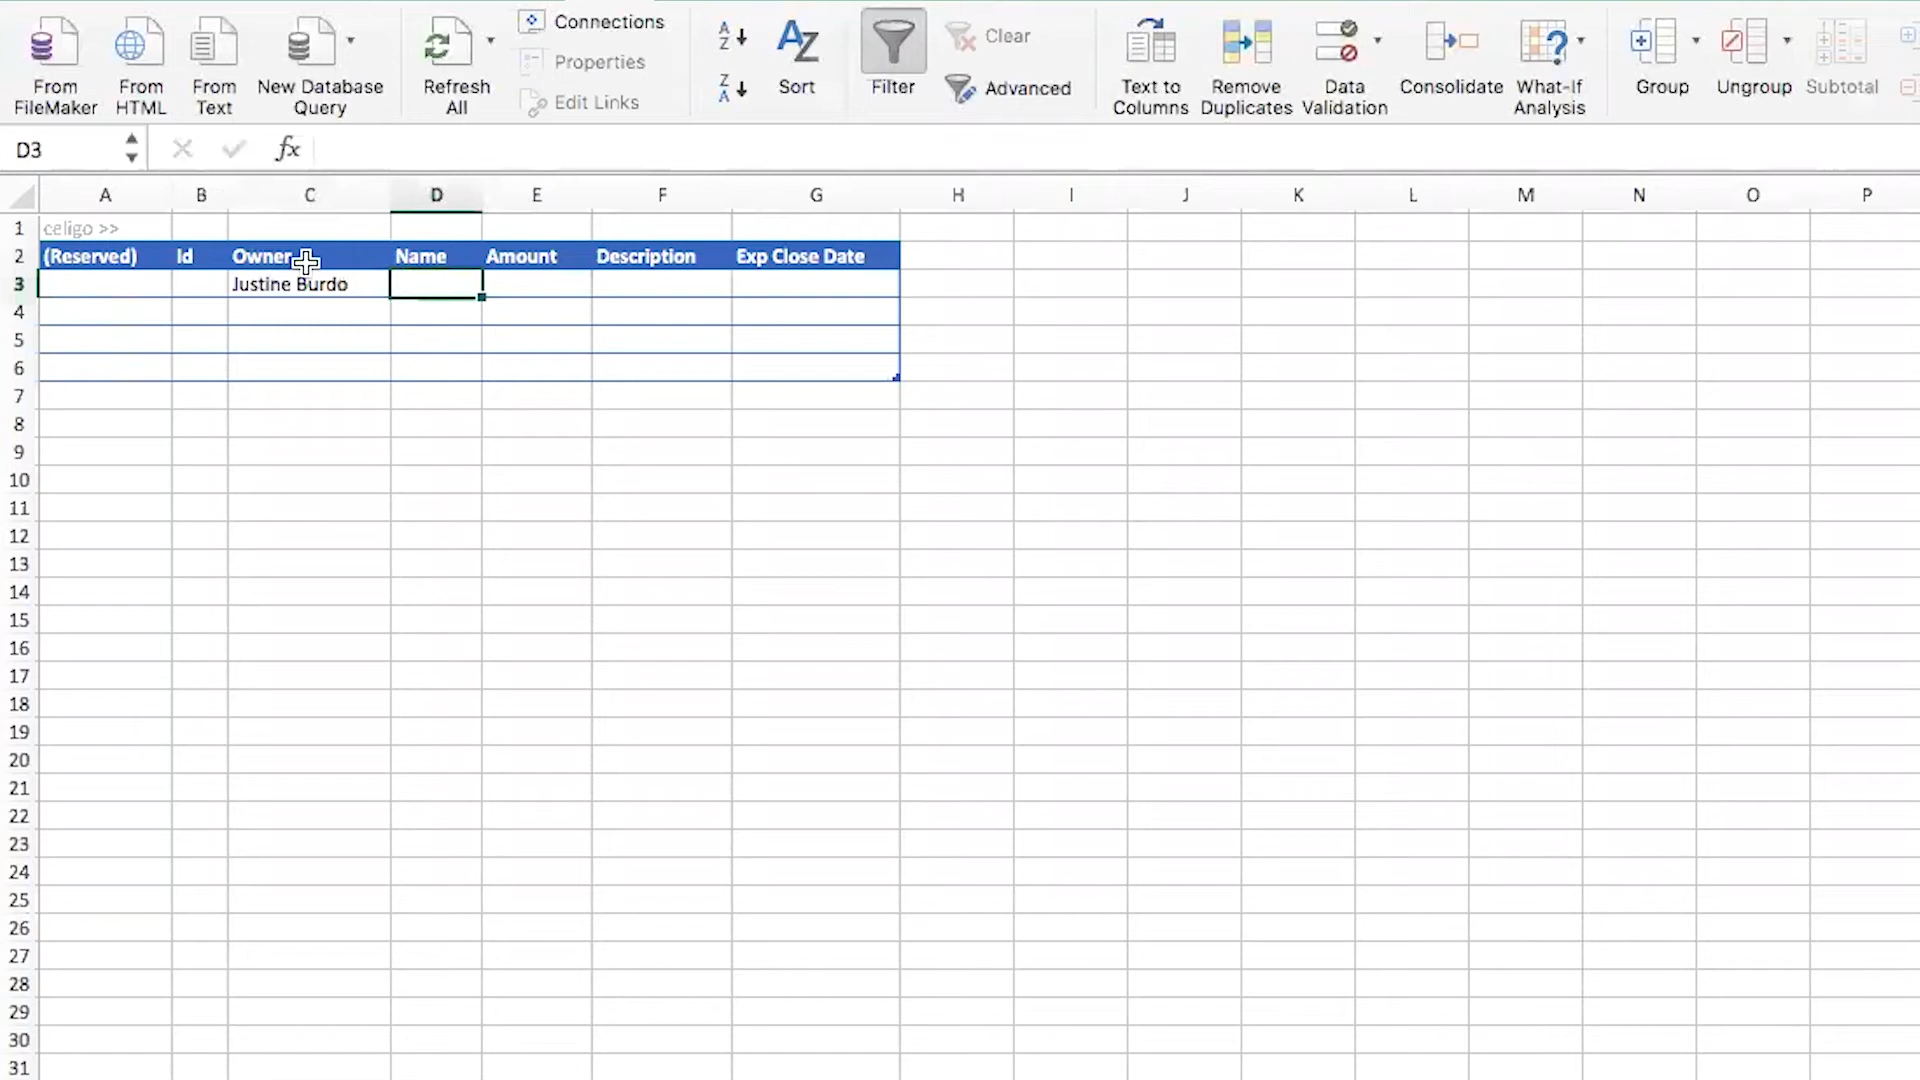 From FileMaker
From HTML
From Text
New Database Query
Refresh All
Connections
Properties
Edit Links
A Z
Z A
Sort
Filter
Clear
Advanced
Text to Columns
Remove Duplicates
Data Validation
Consolidate
What-If Analysis
Group
Ungroup
Subtotal
D3
fx
A B C D E F G H I J K L M N O P
1 celigo >>
2 (Reserved) Id Owner Name Amount Description Exp Close Date
3 Justine Burdo
4
5
6
7
8
9
10
11
12
13
14
15
16
17
18
19
20
21
22
23
24
25
26
27
28
29
30
31